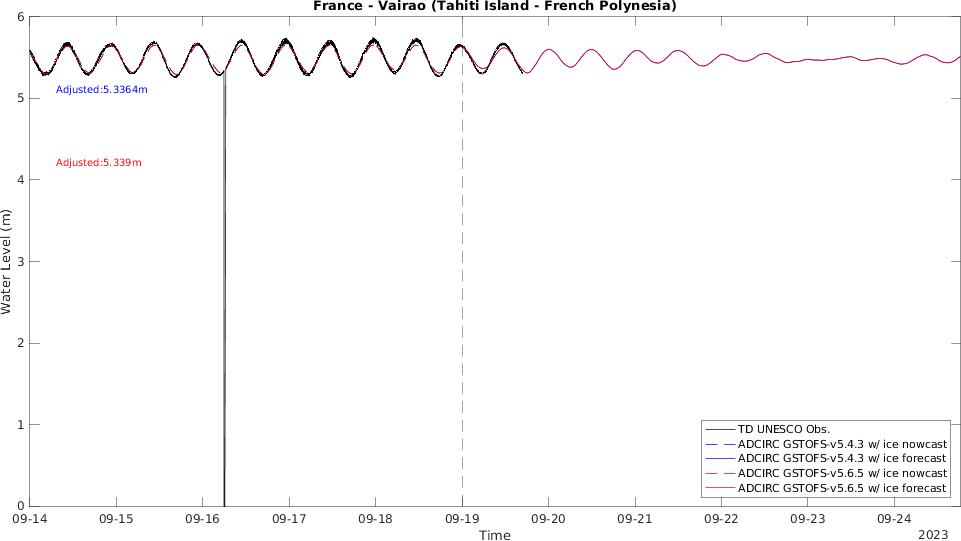 France - Vairao (Tahiti Island - French Polynesia)
6
5
4
3
2
1
0
Water Level (m)
Adjusted:5.3364m
Adjusted:5.339m
TD UNESCO Obs.
ADCIRC GSTOFS-v5.4.3 w/ ice nowcast
ADCIRC GSTOFS-v5.4.3 w/ ice forecast
ADCIRC GSTOFS-v5.6.5 w/ ice nowcast
ADCIRC GSTOFS-v5.6.5 w/ ice forecast
09-14 09-15 09-16 09-17 09-18 09-19 09-20 09-21 09-22 09-23 09-24
Time
2023